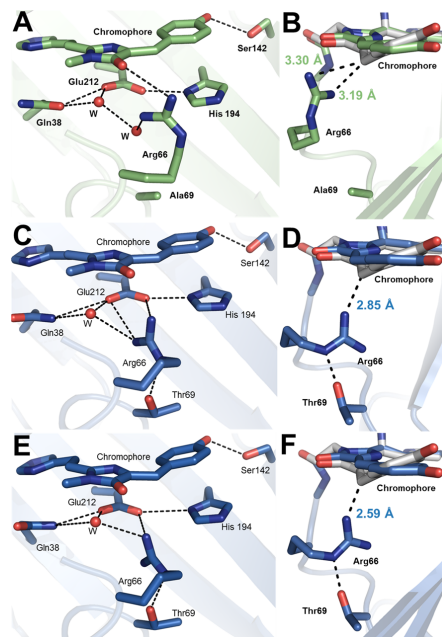 A
Chromophore
Ser142
Glu212
Gln38
W
W
His 194
Arg66
Ala69
B
3.30 Å
Chromophore
3.19 Å
Arg66
Ala69
C
Chromophore
Ser142
Glu212
Gln38
W
His 194
Arg66
Thr69
D
Chromophore
2.85 Å
Arg66
Thr69
E
Chromophore
Ser142
Glu212
Gln38
W
His 194
Arg66
Thr69
F
Chromophore
2.59 Å
Arg66
Thr69